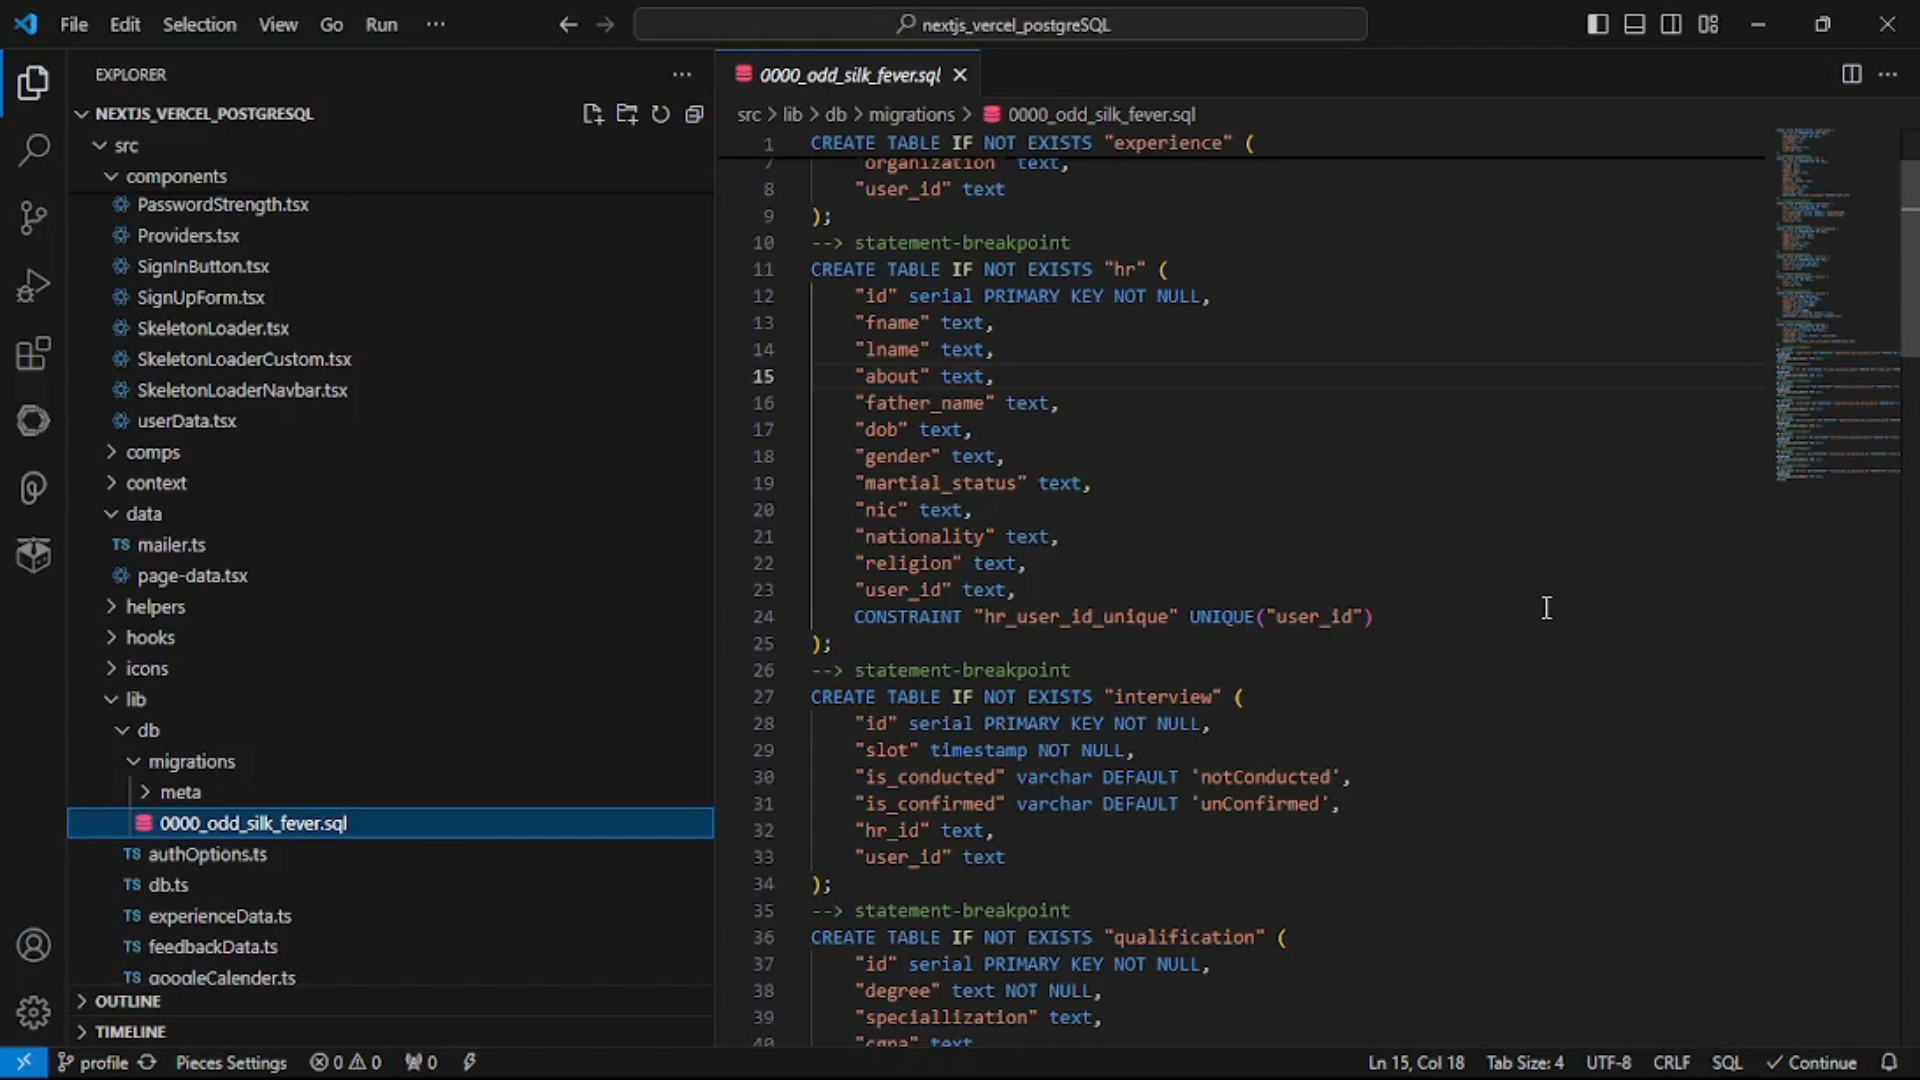 File Edit Selection View Go Run ···
nextjs_vercel_postgreSQL
EXPLORER
NEXTJS_VERCEL_POSTGRESQL
src
components
PasswordStrength.tsx
Providers.tsx
SignInButton.tsx
SignUpForm.tsx
SkeletonLoader.tsx
SkeletonLoaderCustom.tsx
SkeletonLoaderNavbar.tsx
userData.tsx
comps
context
data
TS mailer.ts
page-data.tsx
helpers
hooks
icons
lib
db
migrations
meta
0000_odd_silk_fever.sql
TS authOptions.ts
TS db.ts
TS experienceData.ts
TS feedbackData.ts
TS googleCalender.ts
OUTLINE
TIMELINE
0000_odd_silk_fever.sql
src > lib > db > migrations > 0000_odd_silk_fever.sql
1 CREATE TABLE IF NOT EXISTS "experience" (
7 "organization" text,
8 "user_id" text
9 );
10 --> statement-breakpoint
11 CREATE TABLE IF NOT EXISTS "hr" (
12 "id" serial PRIMARY KEY NOT NULL,
13 "fname" text,
14 "lname" text,
15 "about" text,
16 "father_name" text,
17 "dob" text,
18 "gender" text,
19 "martial_status" text,
20 "nic" text,
21 "nationality" text,
22 "religion" text,
23 "user_id" text,
24 CONSTRAINT "hr_user_id_unique" UNIQUE("user_id")
25 );
26 --> statement-breakpoint
27 CREATE TABLE IF NOT EXISTS "interview" (
28 "id" serial PRIMARY KEY NOT NULL,
29 "slot" timestamp NOT NULL,
30 "is_conducted" varchar DEFAULT 'notConducted',
31 "is_confirmed" varchar DEFAULT 'unConfirmed',
32 "hr_id" text,
33 "user_id" text
34 );
35 --> statement-breakpoint
36 CREATE TABLE IF NOT EXISTS "qualification" (
37 "id" serial PRIMARY KEY NOT NULL,
38 "degree" text NOT NULL,
39 "speciallization" text,
40 "cgpa" text
profile Pieces Settings 0 0 0 Ln 15, Col 18 Tab Size: 4 UTF-8 CRLF SQL Continue